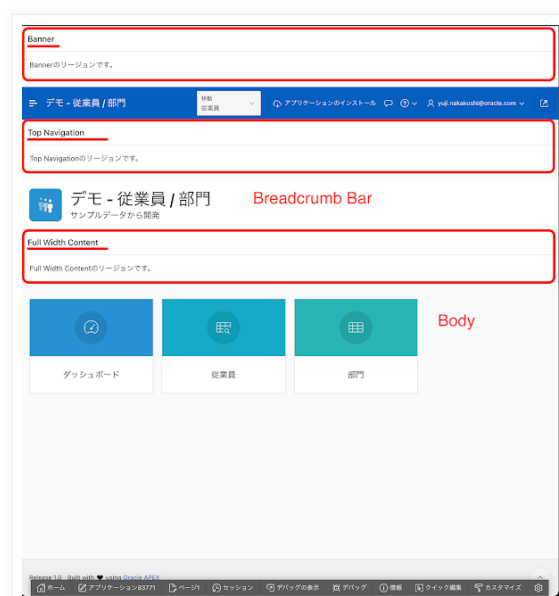 Banner
Bannerのリージョンです。
デモ - 従業員 / 部門
移動
従業員
アプリケーションのインストール
yuji.nakakoshi@oracle.com
Top Navigation
Top Navigationのリージョンです。
デモ - 従業員 / 部門
サンプルデータから開発
Breadcrumb Bar
Full Width Content
Full Width Contentのリージョンです。
Body
ダッシュボード
従業員
部門
Release 1.0 Built with ❤ using Oracle APEX
ホーム アプリケーション83771 ページ1 セッション デバッグの表示 デバッグ 情報 クイック編集 カスタマイズ